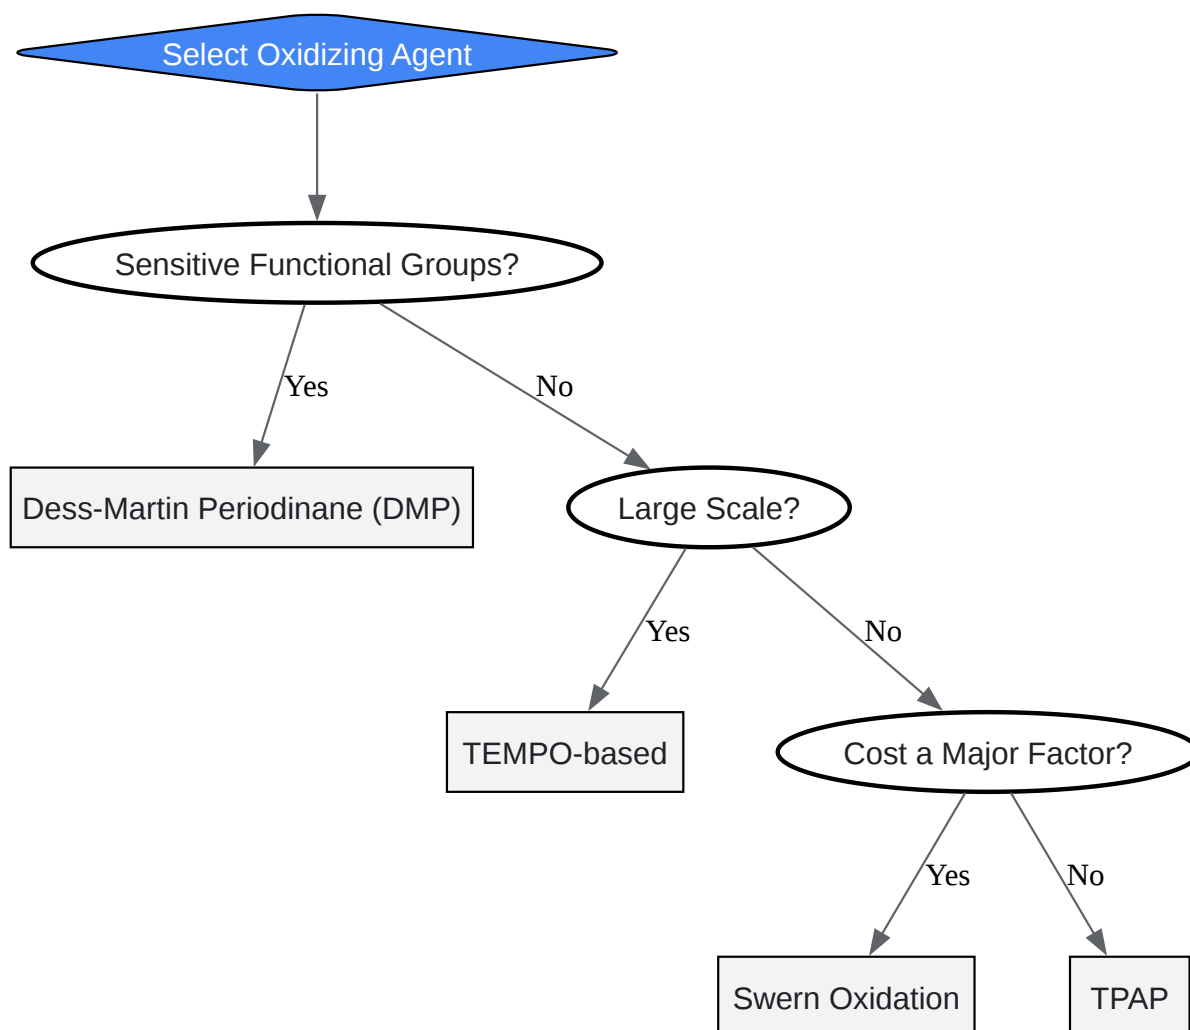 Select Oxidizing Agent
Sensitive Functional Groups?
Yes
No
Dess-Martin Periodinane (DMP)
Large Scale?
Yes
No
TEMPO-based
Cost a Major Factor?
Yes
No
Swern Oxidation
TPAP